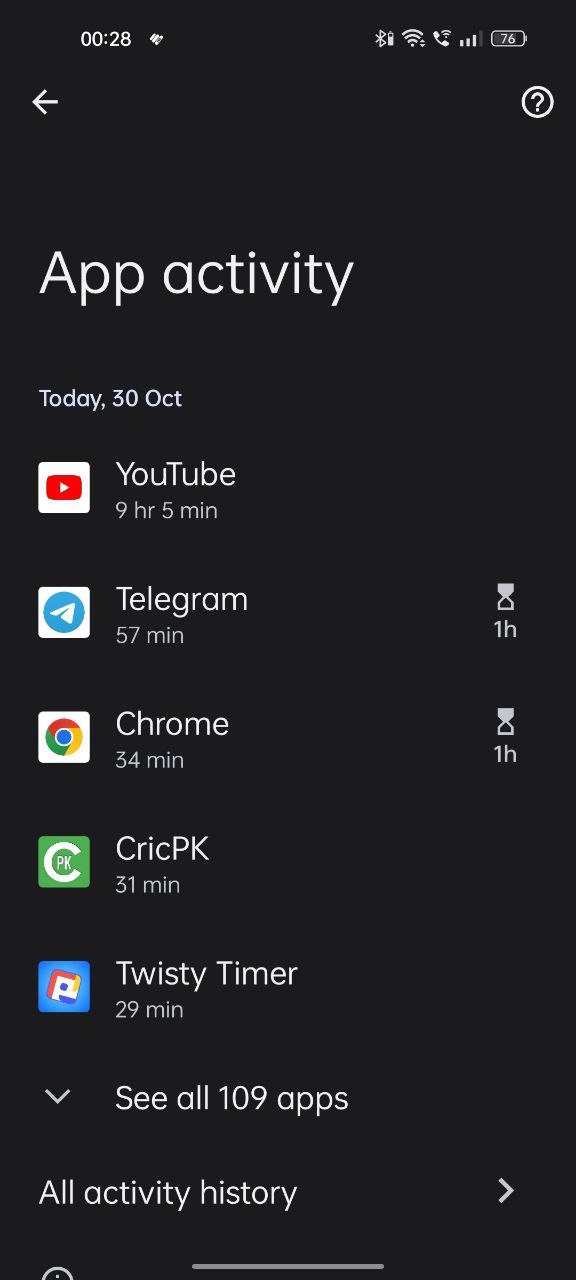 00:28
76
App activity
Today, 30 Oct
YouTube
9 hr 5 min
Telegram
57 min
1h
Chrome
34 min
1h
PK
CricPK
31 min
Twisty Timer
29 min
See all 109 apps
All activity history